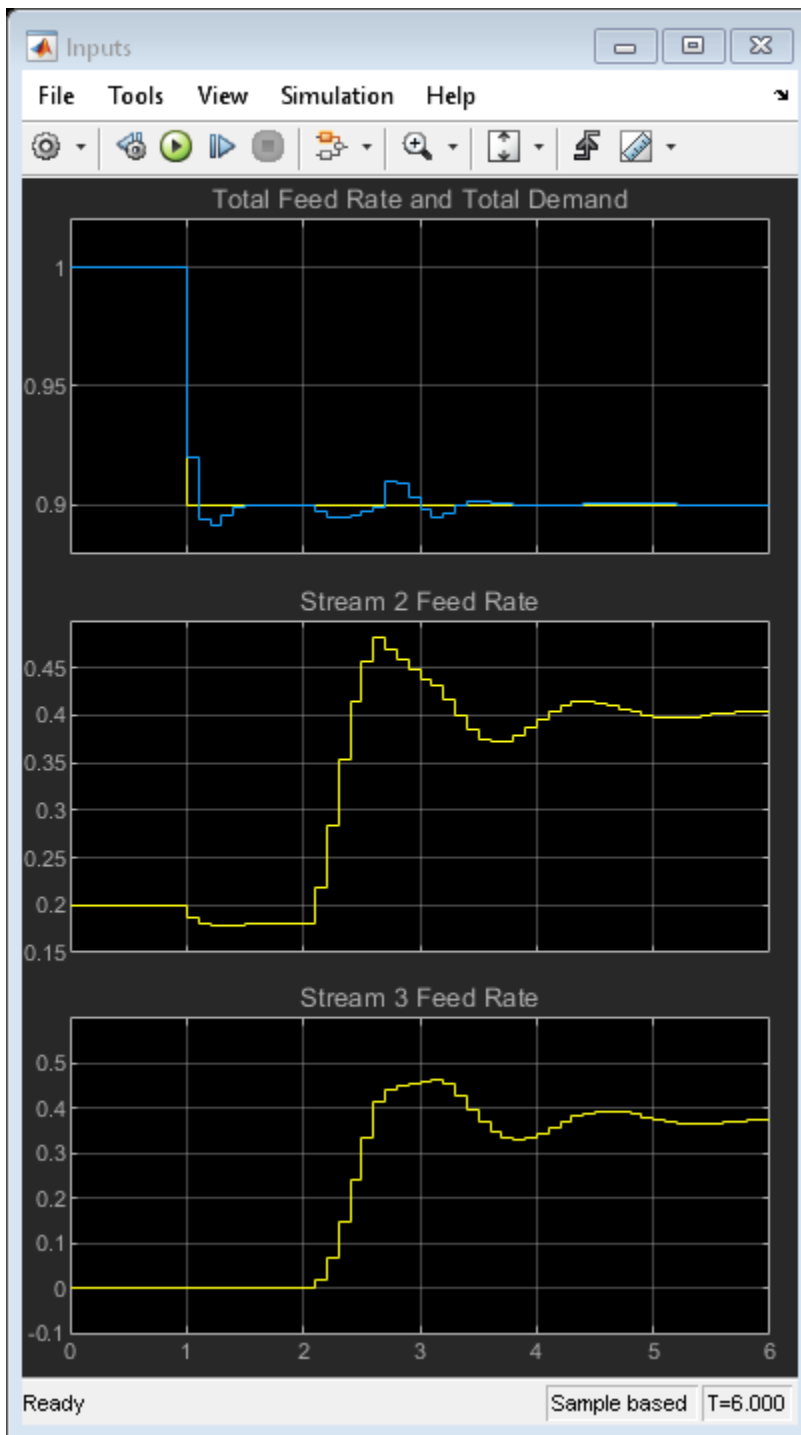 Inputs
File Tools View Simulation Help
Total Feed Rate and Total Demand
1
0.95
0.9
Stream 2 Feed Rate
0.45
0.4
0.35
0.3
0.25
0.2
0.15
Stream 3 Feed Rate
0.5
0.4
0.3
0.2
0.1
0
-0.1
0 1 2 3 4 5 6
Ready Sample based T=6.000